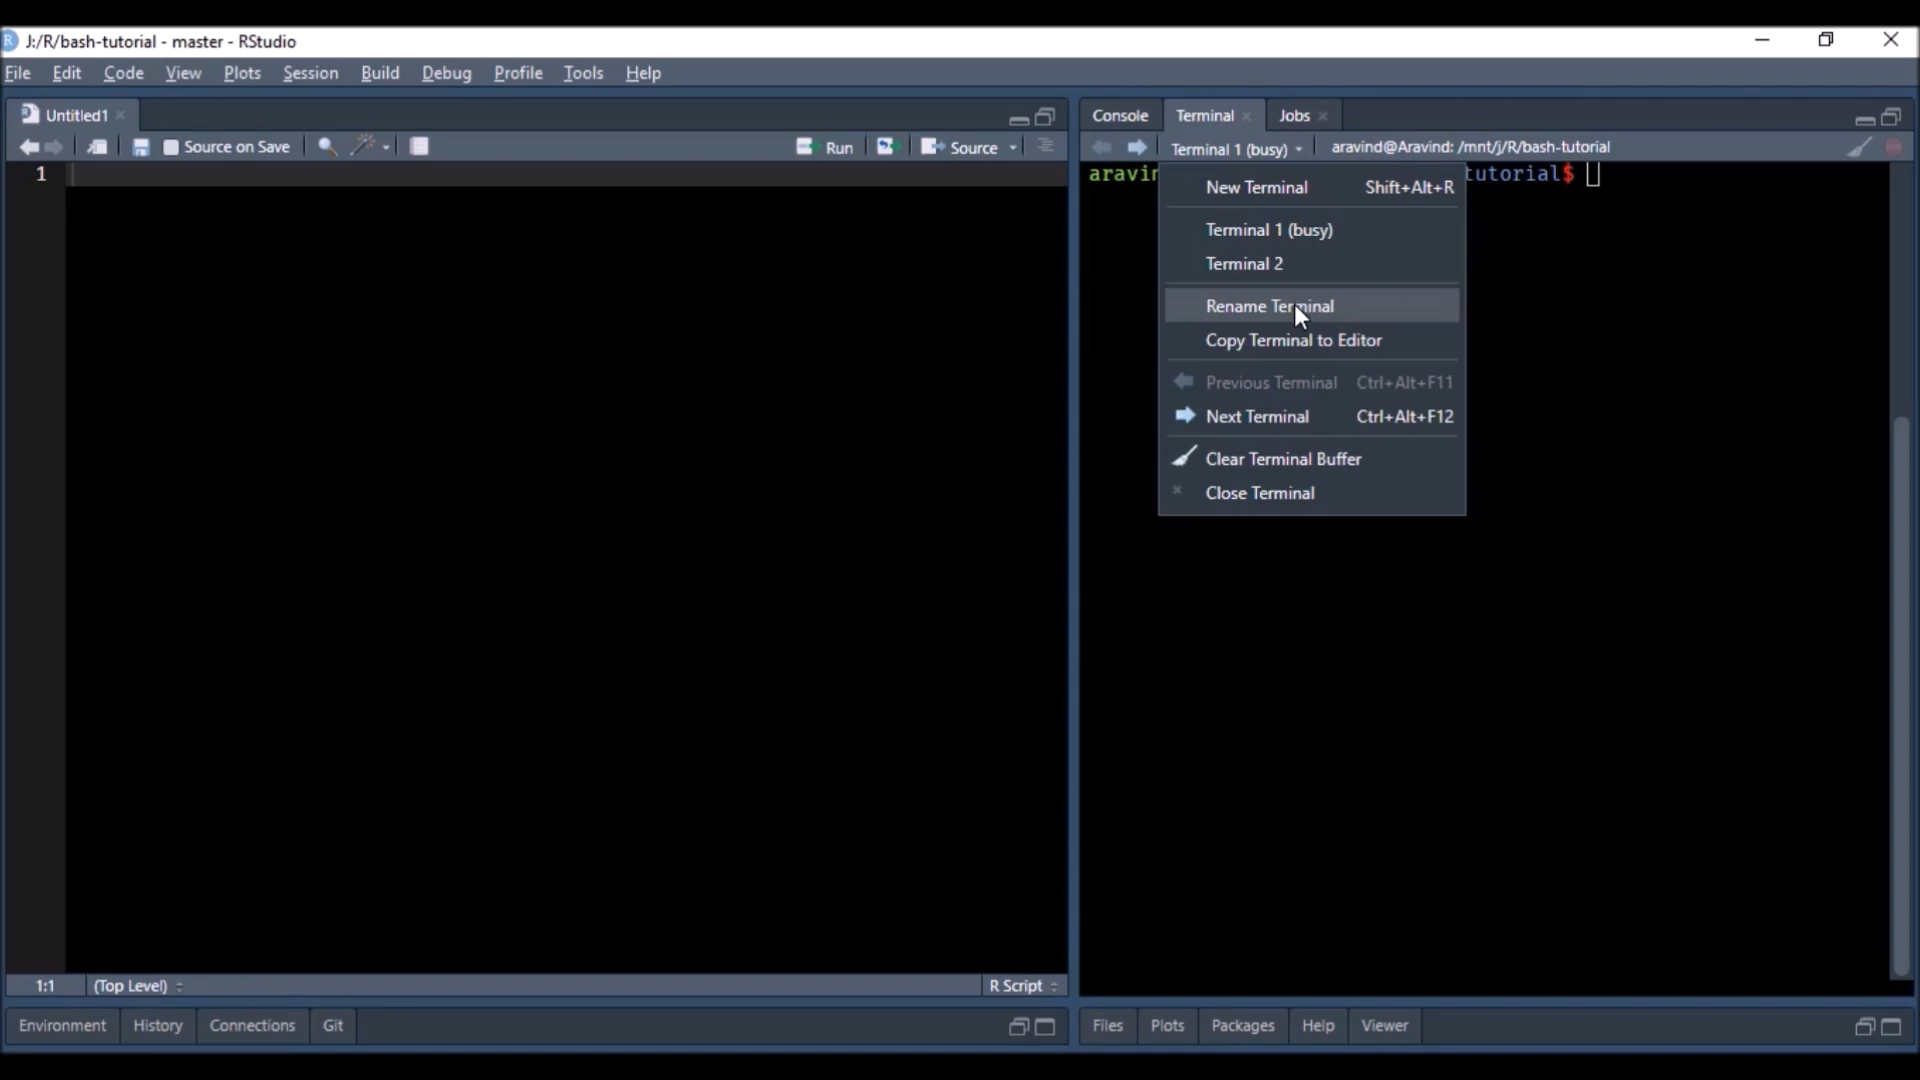 J:/R/bash-tutorial - master - RStudio
File Edit Code View Plots Session Build Debug Profile Tools Help
Untitled1
Source on Save Run Source
1
1:1 (Top Level) R Script
Environment History Connections Git
Console Terminal Jobs
Terminal 1 (busy) aravind@Aravind: /mnt/j/R/bash-tutorial
aravin tutorial$
New Terminal Shift+Alt+R
Terminal 1 (busy)
Terminal 2
Rename Terminal
Copy Terminal to Editor
Previous Terminal Ctrl+Alt+F11
Next Terminal Ctrl+Alt+F12
Clear Terminal Buffer
Close Terminal
Files Plots Packages Help Viewer